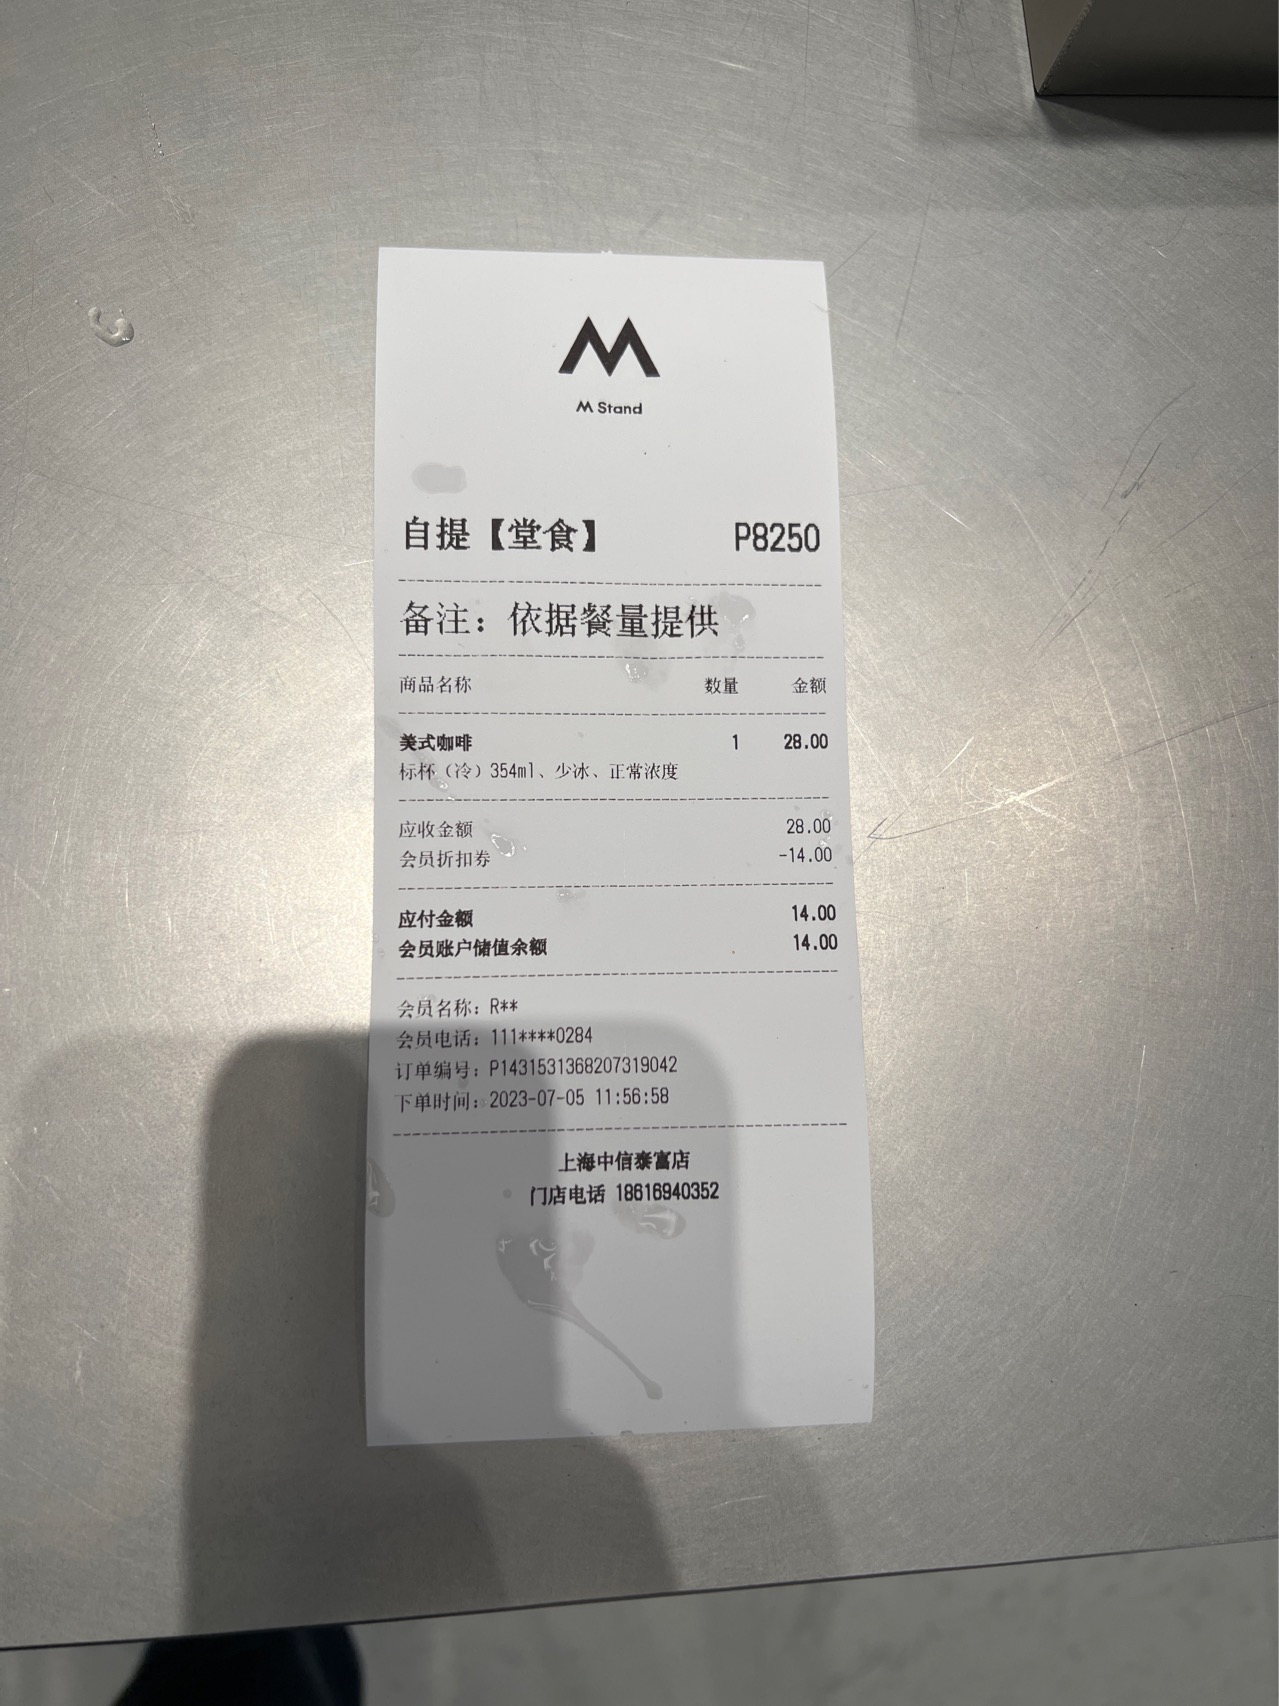 M Stand
自提【堂食】 P8250
备注：依据餐量提供
商品名称 数量 金额
美式咖啡 1 28.00
标杯（冷）354ml、少冰、正常浓度
应收金额 28.00
会员折扣券 -14.00
应付金额 14.00
会员账户储值余额 14.00
会员名称：R**
会员电话：111****0284
订单编号：P1431531368207319042
下单时间：2023-07-05 11:56:58
上海中信泰富店
门店电话 18616940352